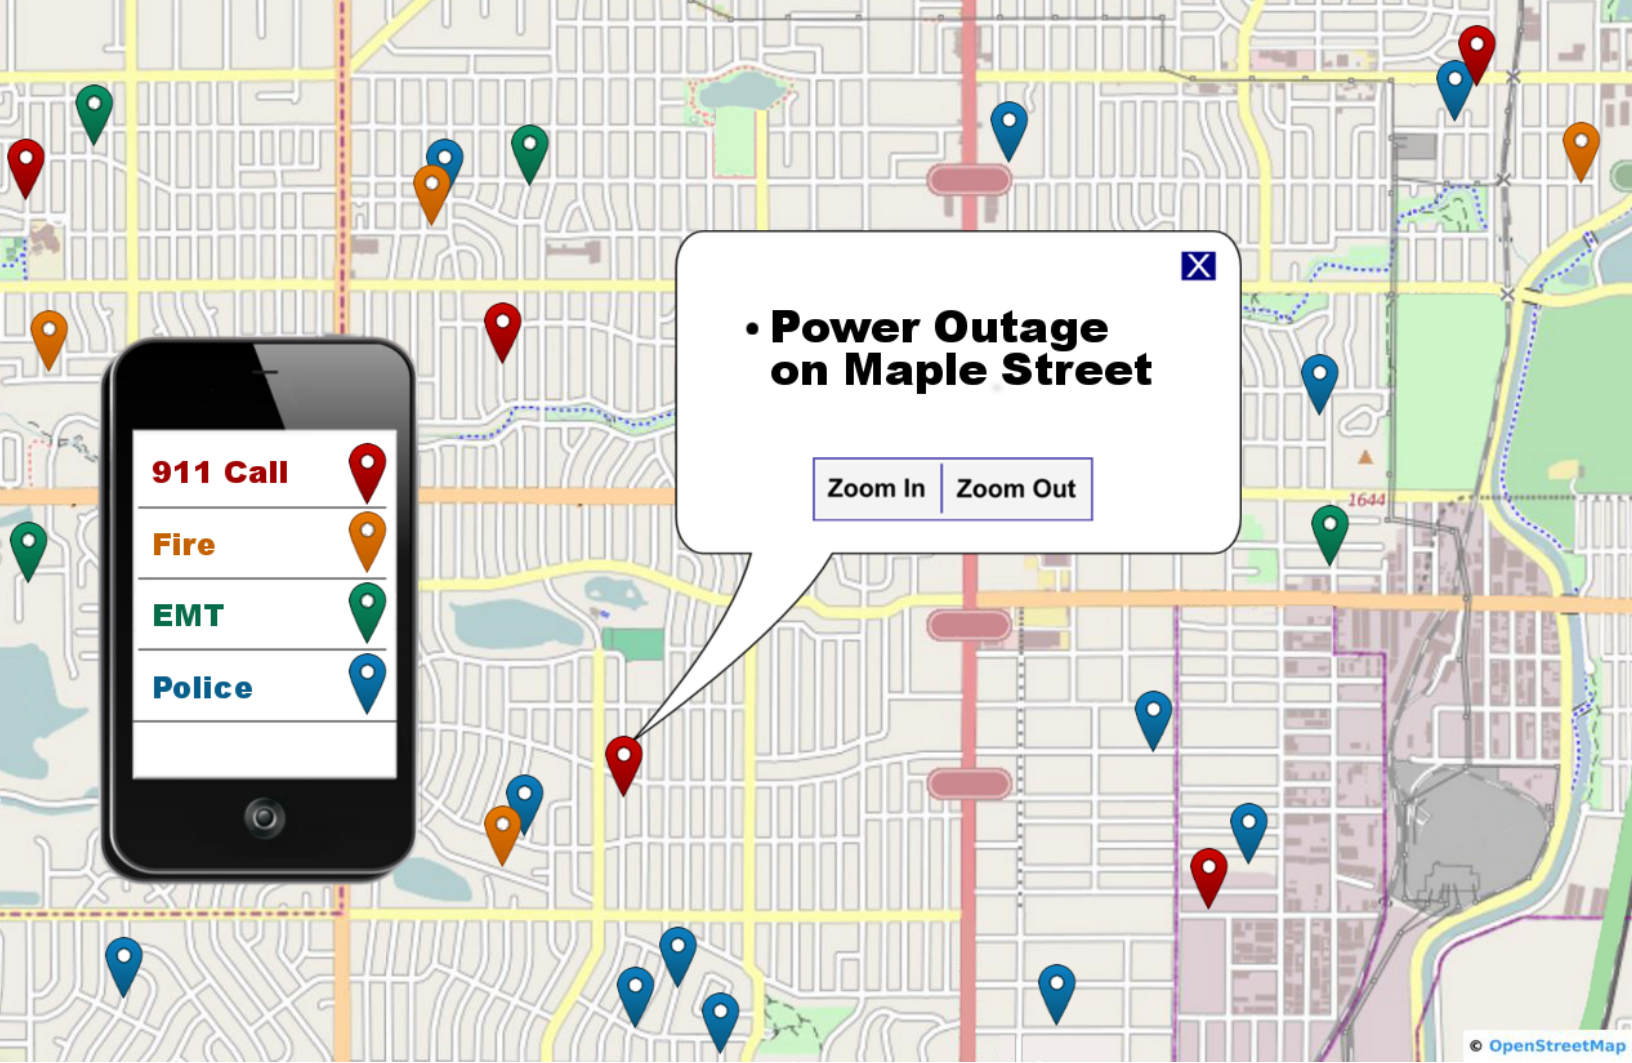 X
• Power Outage
on Maple Street
Zoom In | Zoom Out
911 Call
Fire
EMT
Police
1644
© OpenStreetMap